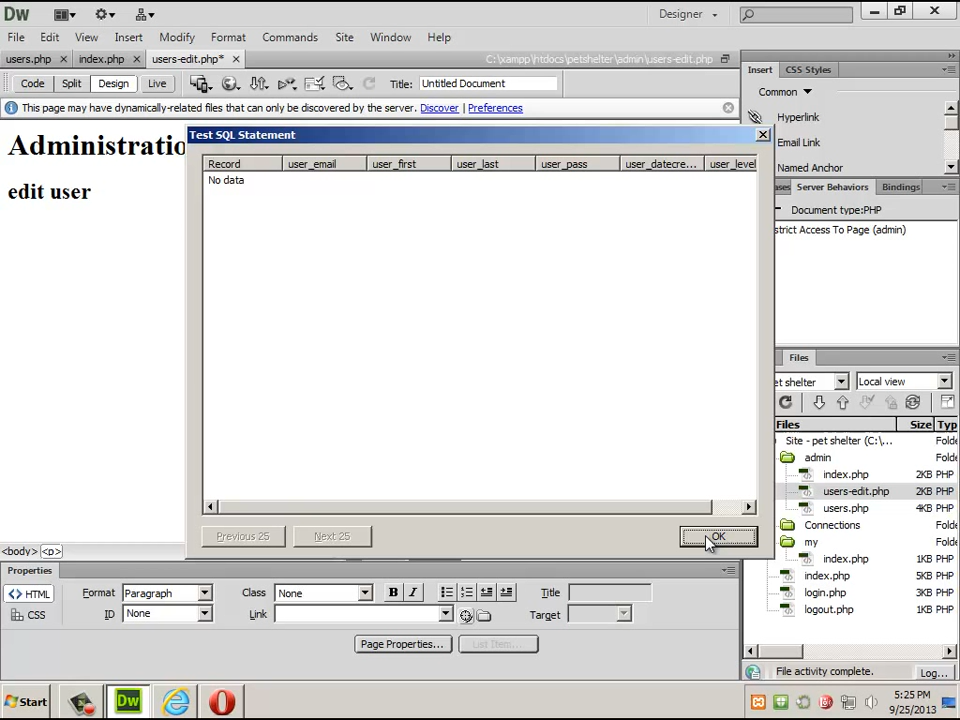 Dw
Designer
File Edit View Insert Modify Format Commands Site Window Help
users.php index.php users-edit.php* C:\xampp\htdocs\petshelter\admin\users-edit.php
Code Split Design Live Title: Untitled Document
This page may have dynamically-related files that can only be discovered by the server. Discover Preferences
Administratio
edit user
Test SQL Statement
Record user_email user_first user_last user_pass user_datecre... user_level
No data
Previous 25 Next 25 OK
<body> <p>
Properties
<> HTML Format Paragraph Class None B I Title
CSS ID None Link Target
Page Properties... List Item...
Insert CSS Styles
Common
Hyperlink
Email Link
Named Anchor
ases Server Behaviors Bindings
Document type:PHP
strict Access To Page (admin)
Files
et shelter Local view
Files Size Typ
Site - pet shelter (C:\... Folde
admin Folde
index.php 2KB PHP
users-edit.php 2KB PHP
users.php 4KB PHP
Connections Folde
my Folde
index.php 2KB PHP
index.php 5KB PHP
login.php 3KB PHP
logout.php 1KB PHP
File activity complete. Log...
Start Dw 5:25 PM
9/25/2013